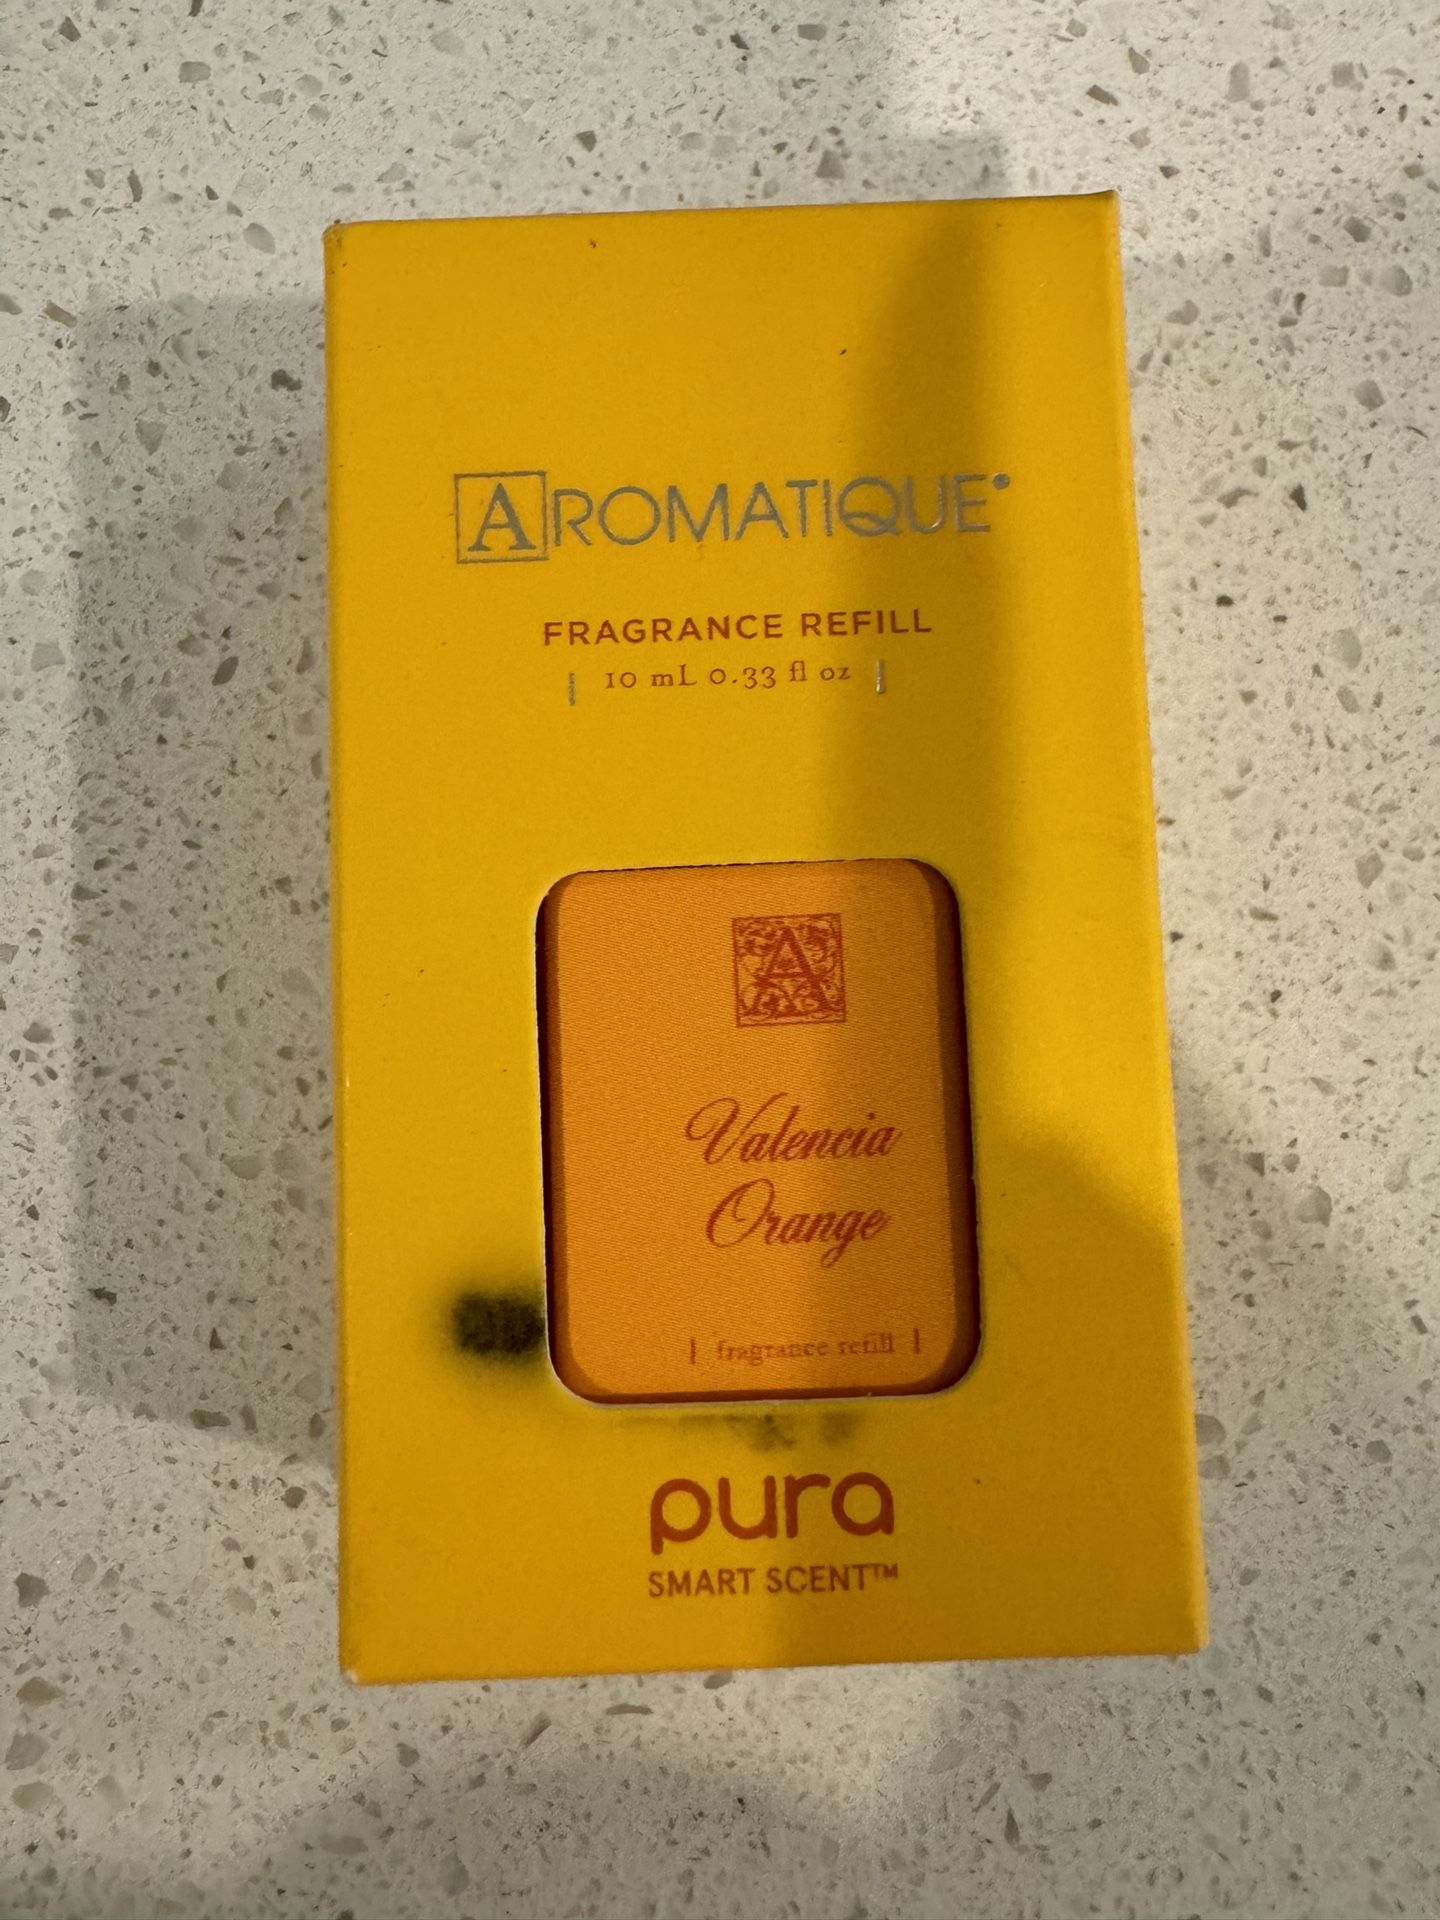 AROMATIQUE®
FRAGRANCE REFILL
| 10 mL 0.33 fl oz |
A
Valencia
Orange
| fragrance refill |
pura
SMART SCENT™